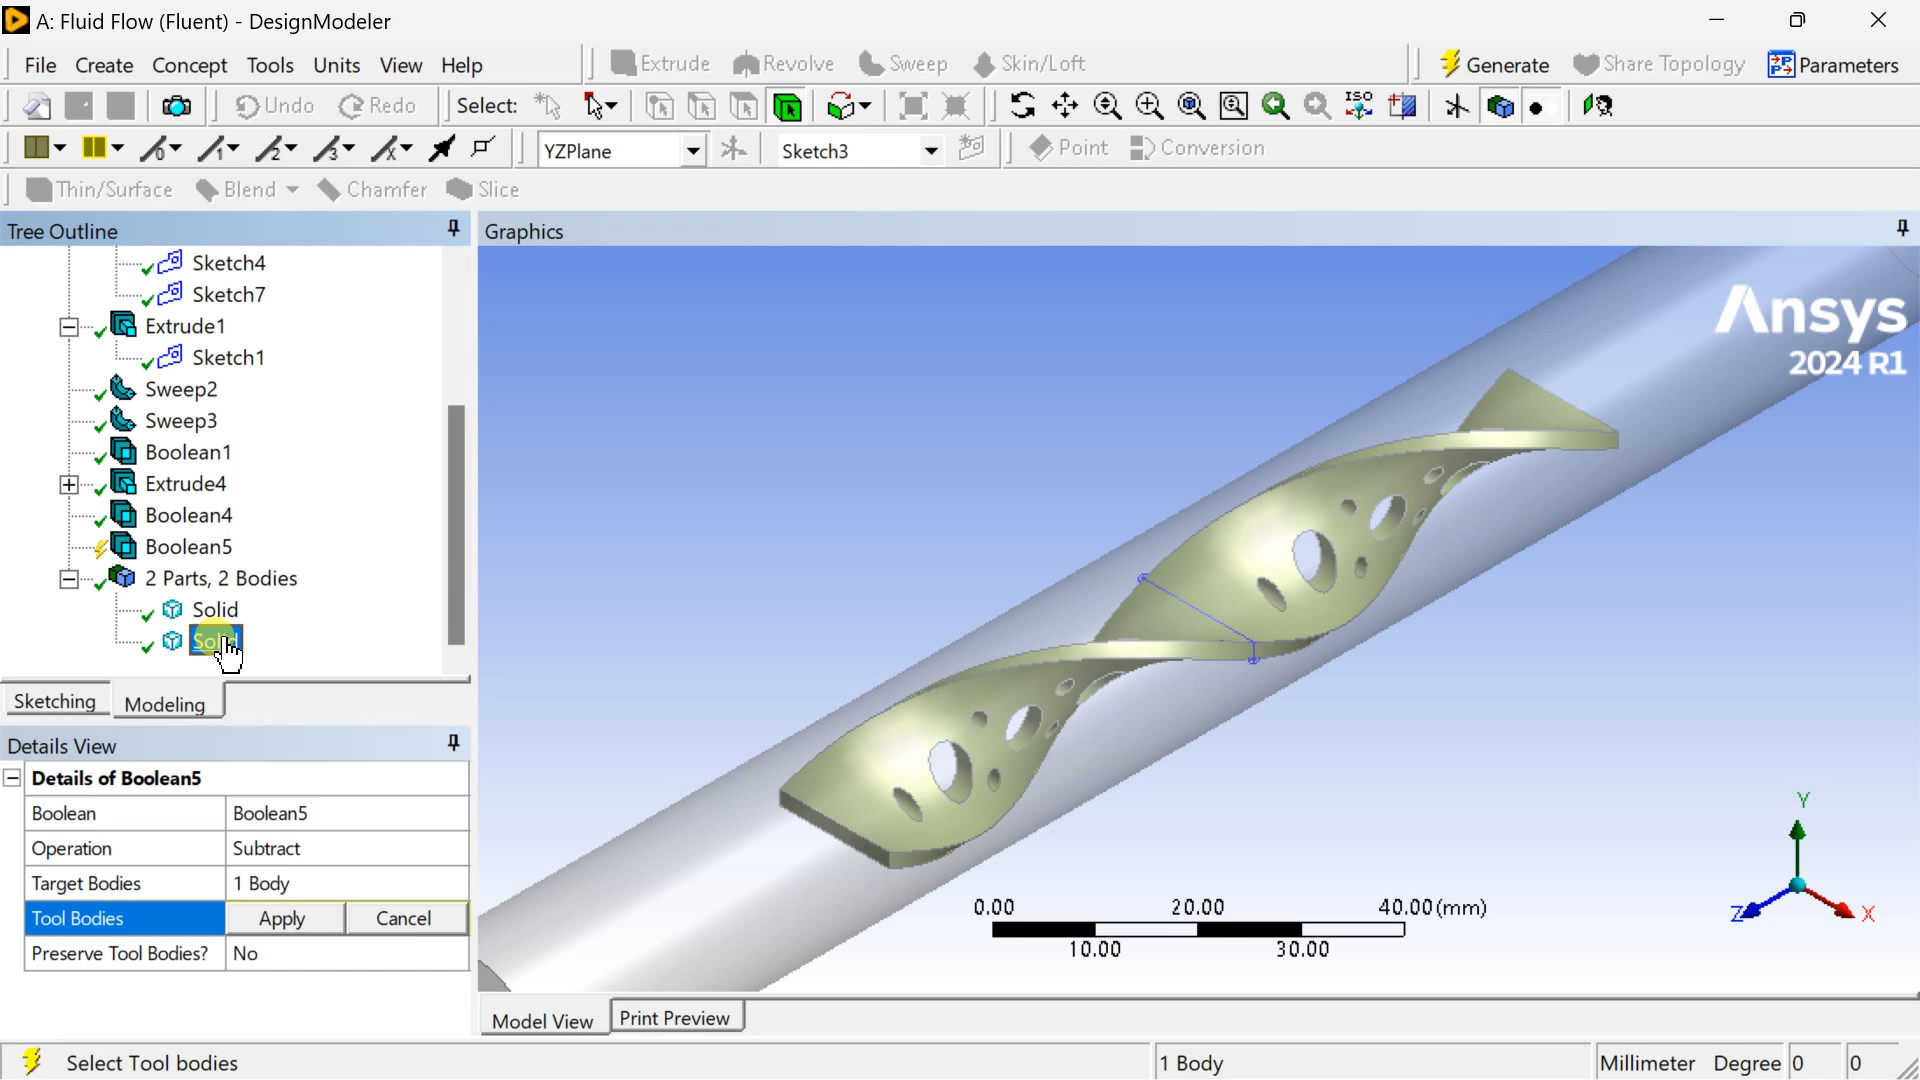 A: Fluid Flow (Fluent) - DesignModeler
File Create Concept Tools Units View Help
Extrude Revolve Sweep Skin/Loft
Generate Share Topology Parameters
Undo Redo Select:
ISO
YZPlane Sketch3 Point Conversion
Thin/Surface Blend Chamfer Slice
Tree Outline
Graphics
Sketch4
Sketch7
Extrude1
Sketch1
Sweep2
Sweep3
Boolean1
Extrude4
Boolean4
Boolean5
2 Parts, 2 Bodies
Solid
Solid
Sketching Modeling
Details View
Details of Boolean5
Boolean Boolean5
Operation Subtract
Target Bodies 1 Body
Tool Bodies Apply Cancel
Preserve Tool Bodies? No
Ansys
2024 R1
0.00 20.00 40.00 (mm)
10.00 30.00
Y
Z X
Model View Print Preview
Select Tool bodies 1 Body Millimeter Degree 0 0